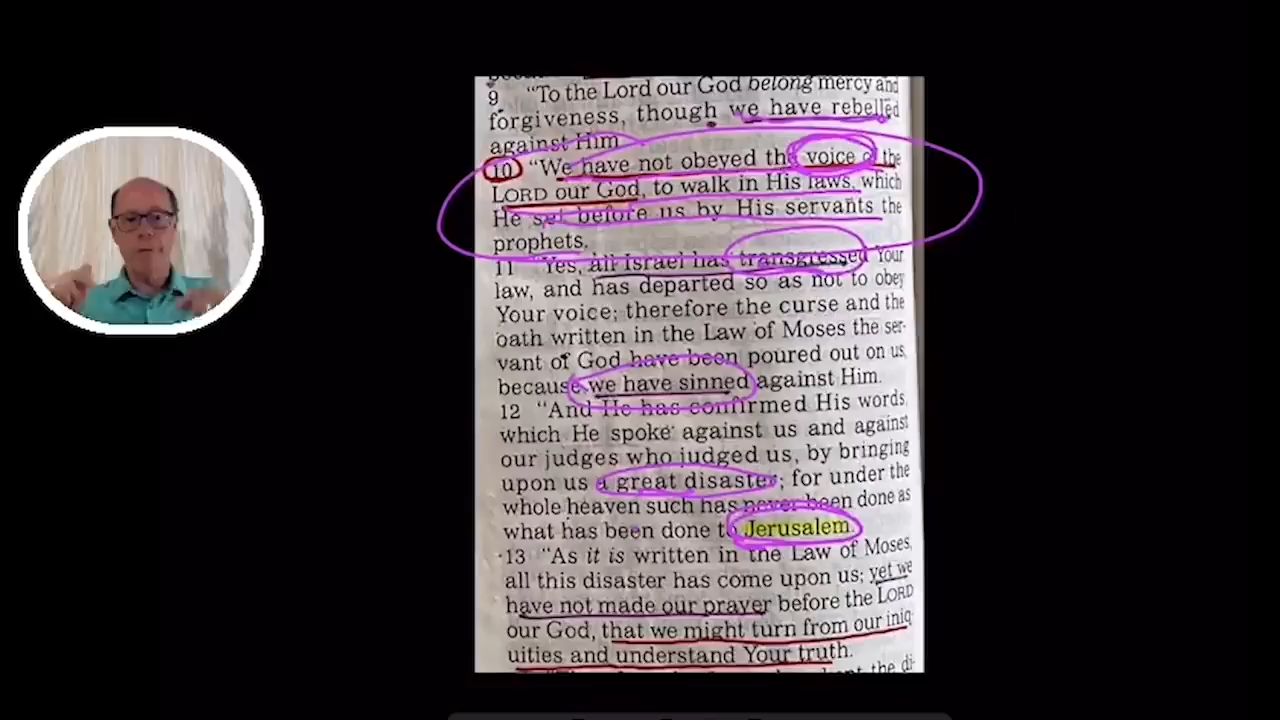 9 "To the Lord our God belong mercy and
forgiveness, though we have rebelled
against Him.
10 "We have not obeyed the voice of the
LORD our God, to walk in His laws, which
He set before us by His servants the
prophets.
11 "Yes, all Israel has transgressed Your
law, and has departed so as not to obey
Your voice; therefore the curse and the
oath written in the Law of Moses the ser-
vant of God have been poured out on us,
because we have sinned against Him.
12 "And He has confirmed His words,
which He spoke against us and against
our judges who judged us, by bringing
upon us a great disaster; for under the
whole heaven such has never been done as
what has been done to Jerusalem.
13 "As it is written in the Law of Moses,
all this disaster has come upon us; yet we
have not made our prayer before the LORD
our God, that we might turn from our iniq-
uities and understand Your truth.
the di-